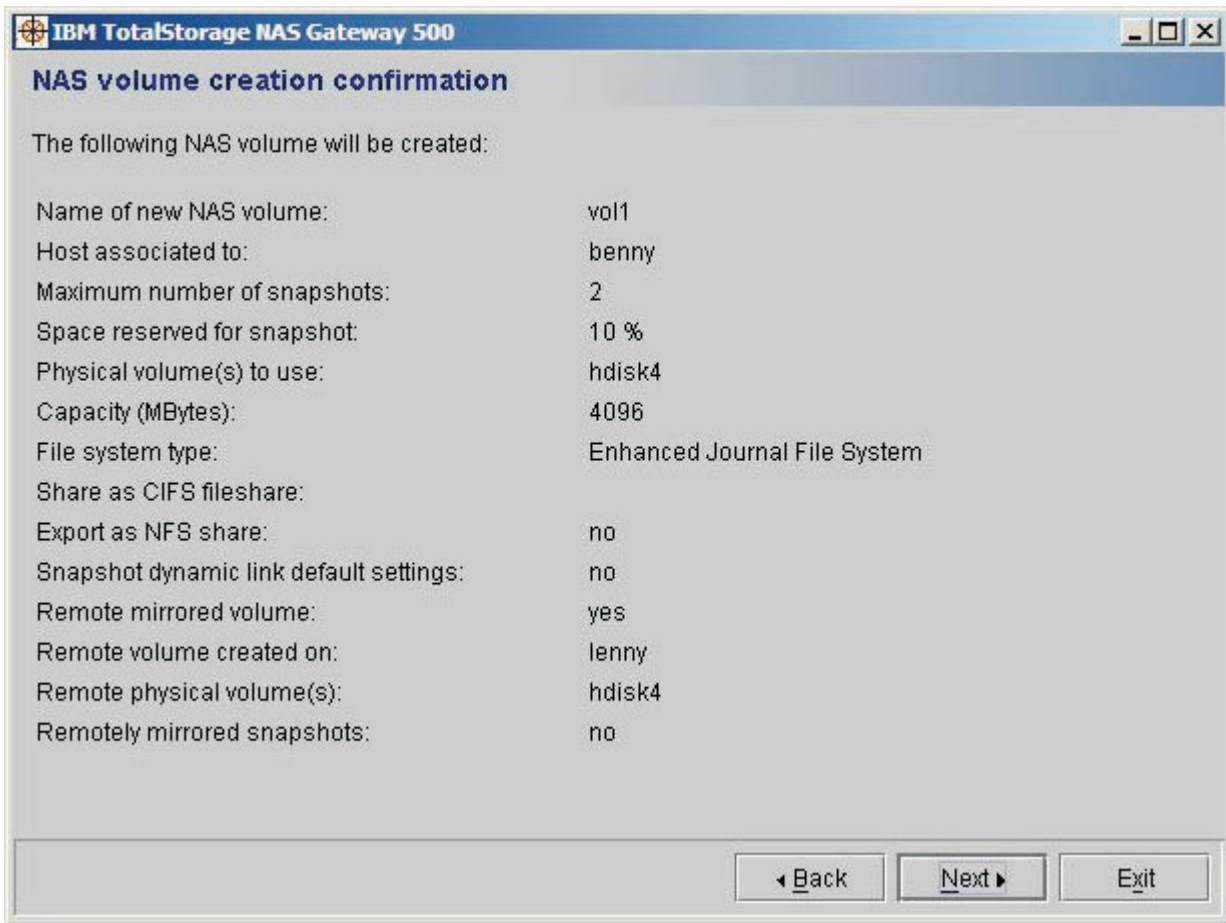 IBM TotalStorage NAS Gateway 500
NAS volume creation confirmation
The following NAS volume will be created:
Name of new NAS volume: vol1
Host associated to: benny
Maximum number of snapshots: 2
Space reserved for snapshot: 10 %
Physical volume(s) to use: hdisk4
Capacity (MBytes): 4096
File system type: Enhanced Journal File System
Share as CIFS fileshare:
Export as NFS share: no
Snapshot dynamic link default settings: no
Remote mirrored volume: yes
Remote volume created on: lenny
Remote physical volume(s): hdisk4
Remotely mirrored snapshots: no
Back Next Exit